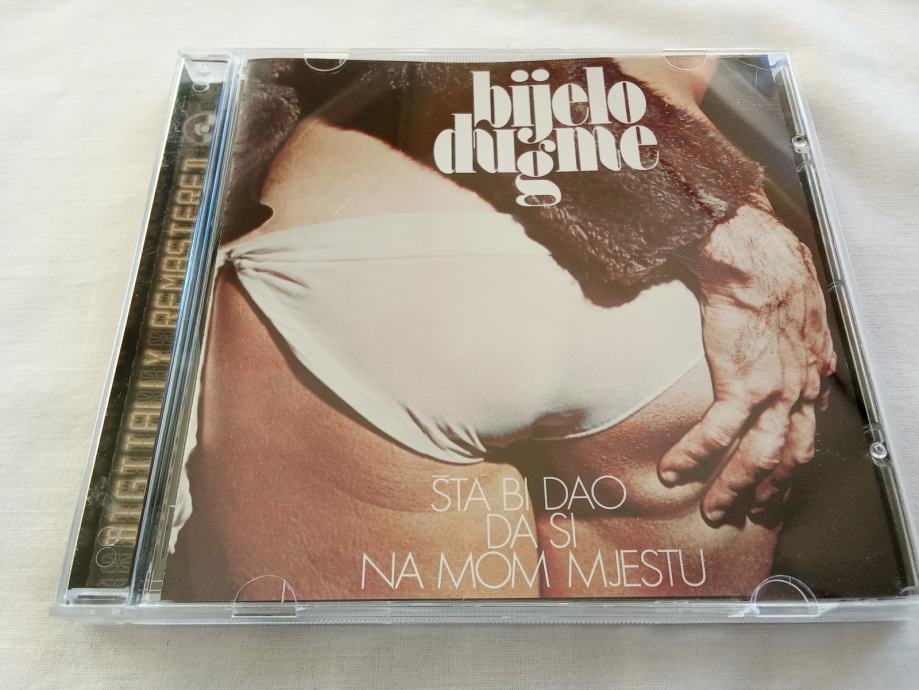 bijelo
dugme
STA BI DAO
DA SI
NA MOM MJESTU
DIGITALLY REMASTERED